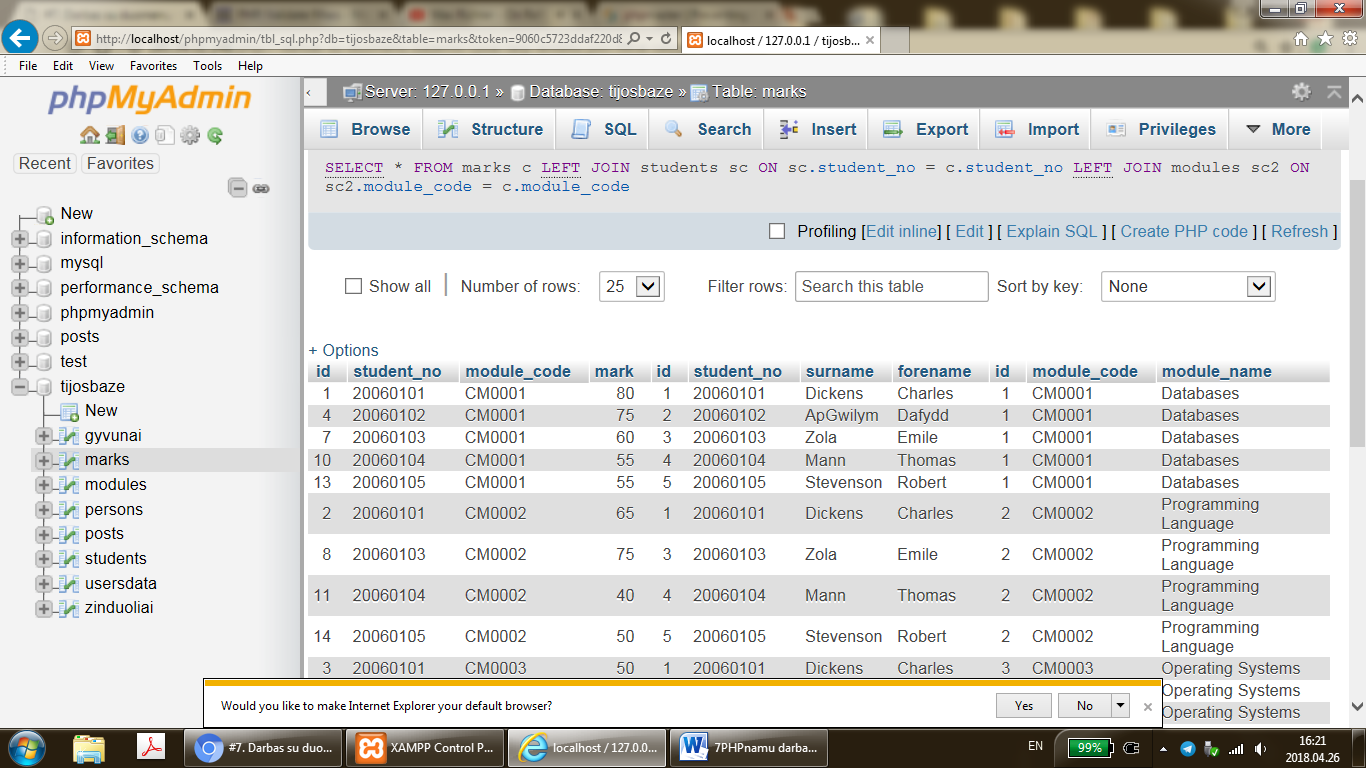 http://localhost/phpmyadmin/tbl_sql.php?db=tijosbaze&table=marks&token=9060c5723ddaf220d8
localhost / 127.0.0.1 / tijosb...
File Edit View Favorites Tools Help
phpMyAdmin
Recent Favorites
New
information_schema
mysql
performance_schema
phpmyadmin
posts
test
tijosbaze
New
gyvunai
marks
modules
persons
posts
students
usersdata
zinduoliai
Server: 127.0.0.1 » Database: tijosbaze » Table: marks
Browse Structure SQL Search Insert Export Import Privileges More
SELECT * FROM marks c LEFT JOIN students sc ON sc.student_no = c.student_no LEFT JOIN modules sc2 ON
sc2.module_code = c.module_code
Profiling [Edit inline] [ Edit ] [ Explain SQL ] [ Create PHP code ] [ Refresh ]
Show all Number of rows: 25 Filter rows: Search this table Sort by key: None
+ Options
id student_no module_code mark id student_no surname forename id module_code module_name
1 20060101 CM0001 80 1 20060101 Dickens Charles 1 CM0001 Databases
4 20060102 CM0001 75 2 20060102 ApGwilym Dafydd 1 CM0001 Databases
7 20060103 CM0001 60 3 20060103 Zola Emile 1 CM0001 Databases
10 20060104 CM0001 55 4 20060104 Mann Thomas 1 CM0001 Databases
13 20060105 CM0001 55 5 20060105 Stevenson Robert 1 CM0001 Databases
2 20060101 CM0002 65 1 20060101 Dickens Charles 2 CM0002 Programming
Language
8 20060103 CM0002 75 3 20060103 Zola Emile 2 CM0002 Programming
Language
11 20060104 CM0002 40 4 20060104 Mann Thomas 2 CM0002 Programming
Language
14 20060105 CM0002 50 5 20060105 Stevenson Robert 2 CM0002 Programming
Language
3 20060101 CM0003 50 1 20060101 Dickens Charles 3 CM0003 Operating Systems
Operating Systems
Operating Systems
Would you like to make Internet Explorer your default browser? Yes No
#7. Darbas su duo... XAMPP Control P... localhost / 127.0.0... 7PHPnamu darba... EN 99% 16:21
2018.04.26